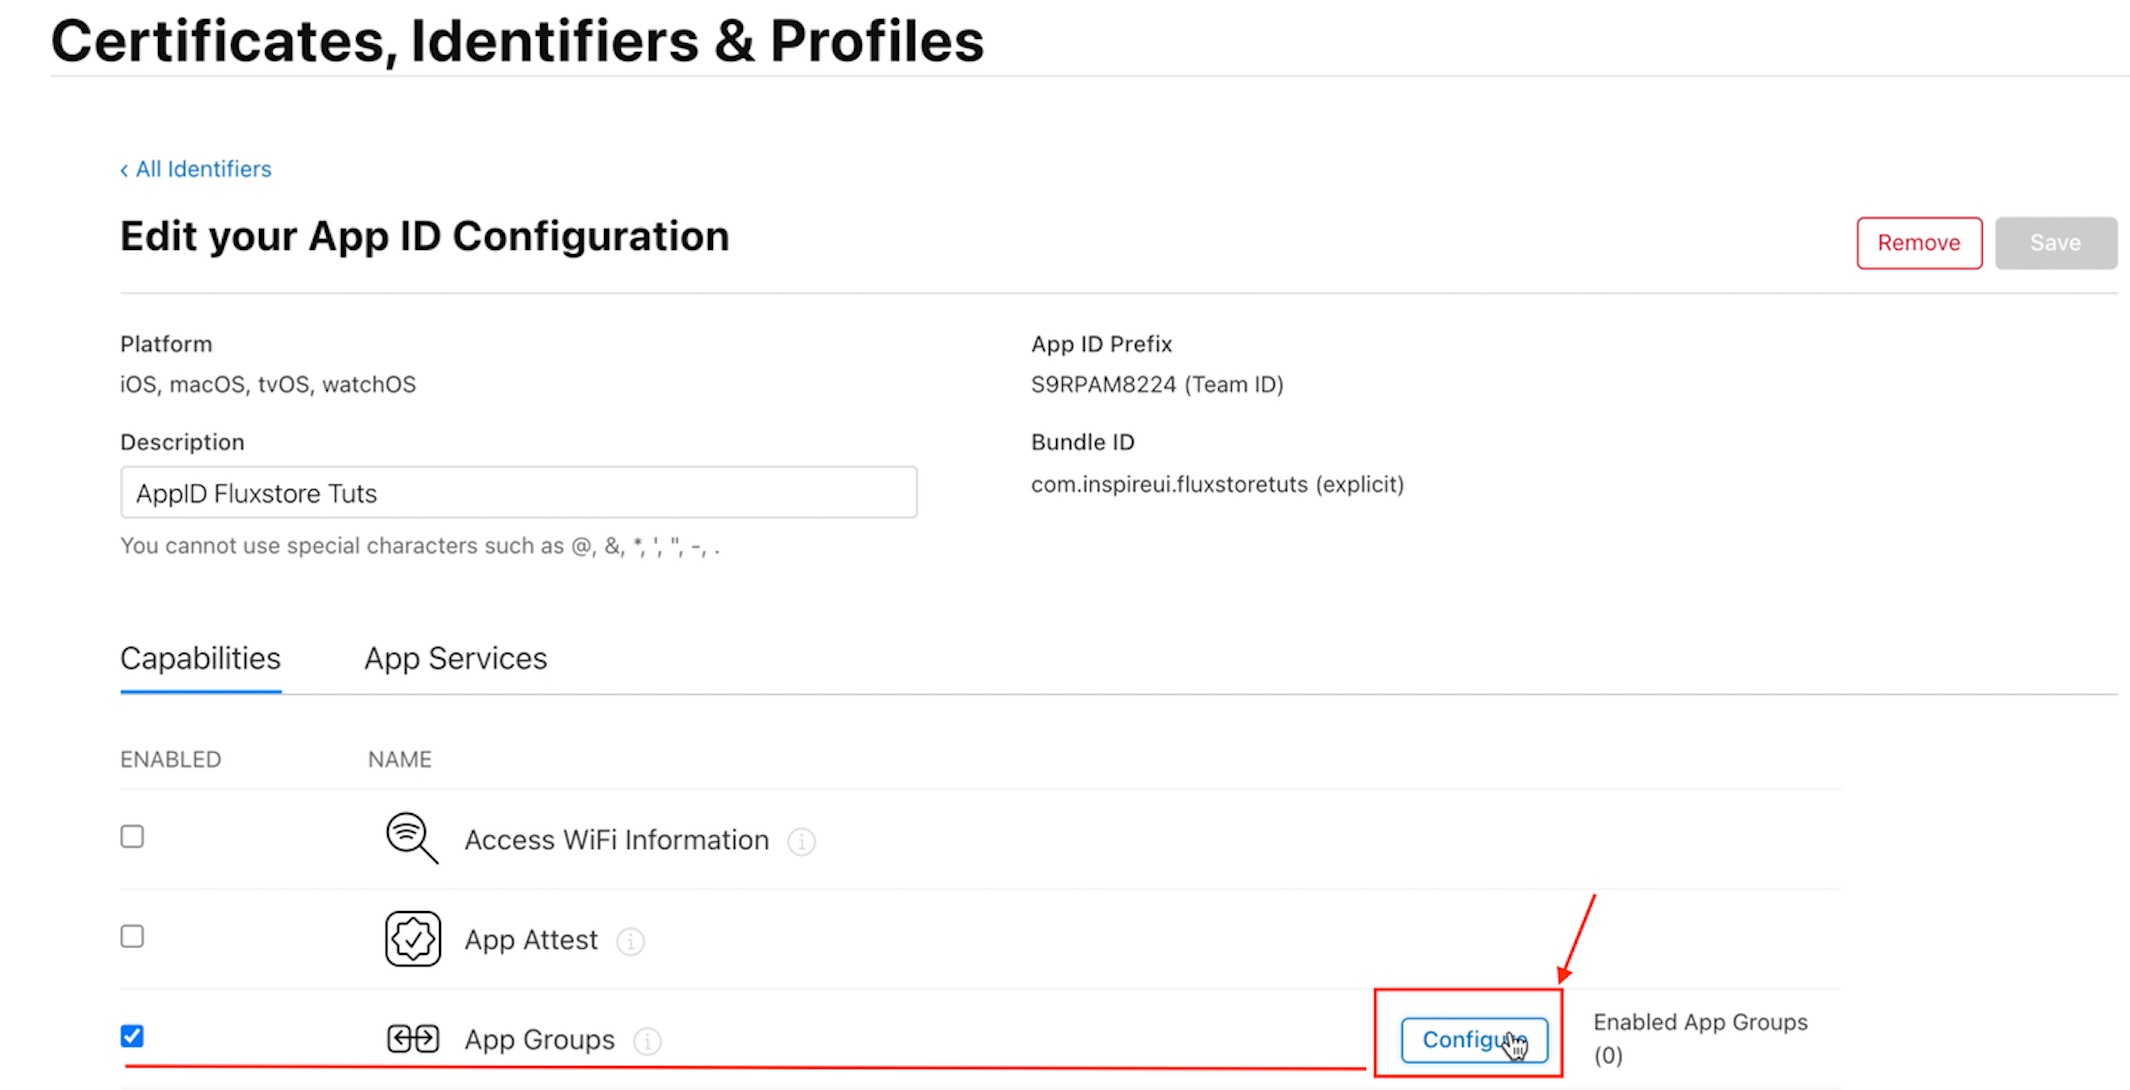 Certificates, Identifiers & Profiles
‹ All Identifiers
Edit your App ID Configuration
Remove
Save
Platform
iOS, macOS, tvOS, watchOS
App ID Prefix
S9RPAM8224 (Team ID)
Description
AppID Fluxstore Tuts
You cannot use special characters such as @, &, *, ', ", -, .
Bundle ID
com.inspireui.fluxstoretuts (explicit)
Capabilities
App Services
ENABLED
NAME
Access WiFi Information
App Attest
App Groups
Configure
Enabled App Groups
(0)